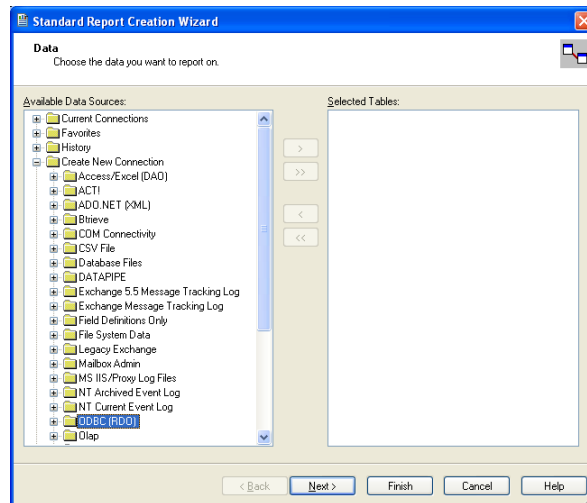 Standard Report Creation Wizard
Data
Choose the data you want to report on.
Available Data Sources:
Selected Tables:
Current Connections
Favorites
History
Create New Connection
Access/Excel (DAO)
ACT!
ADO.NET (XML)
Btrieve
COM Connectivity
CSV File
Database Files
DATAPIPE
Exchange 5.5 Message Tracking Log
Exchange Message Tracking Log
Field Definitions Only
File System Data
Legacy Exchange
Mailbox Admin
MS IIS/Proxy Log Files
NT Archived Event Log
NT Current Event Log
ODBC (RDO)
Olap
>
>>
<
<<
< Back
Next >
Finish
Cancel
Help